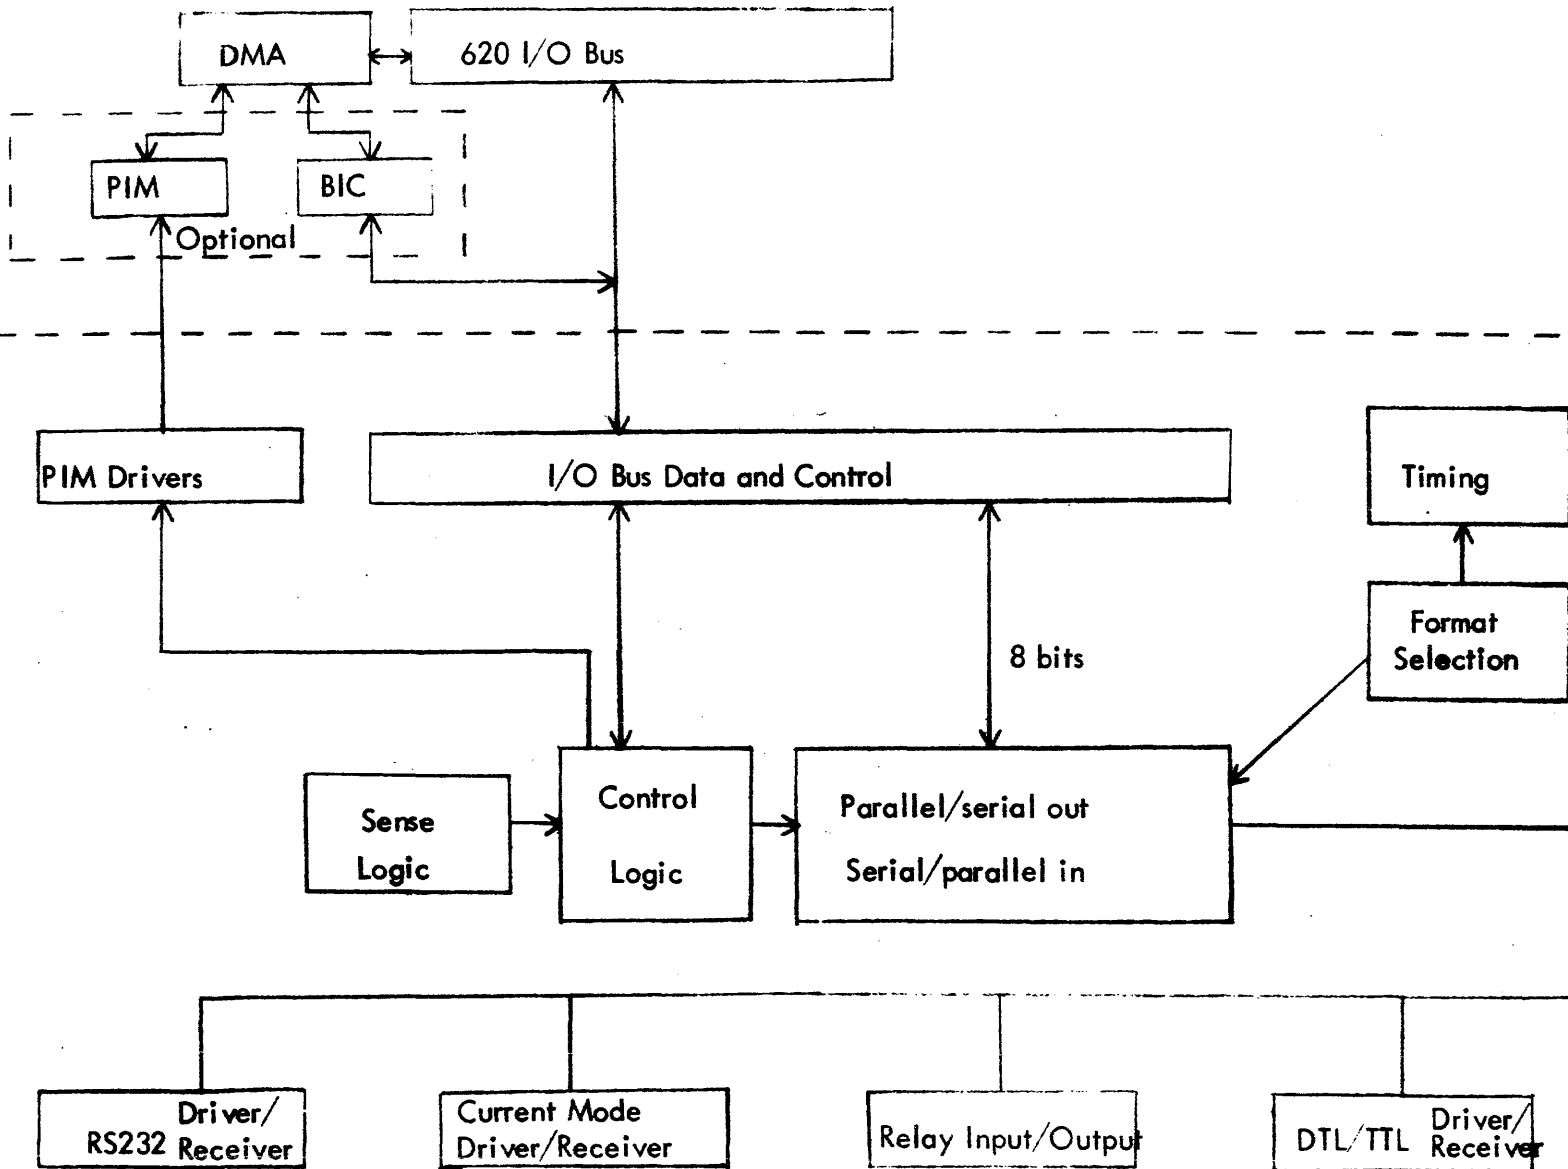 DMA
620 I/O Bus
PIM
BIC
Optional
PIM Drivers
I/O Bus Data and Control
Timing
Format
Selection
8 bits
Sense
Logic
Control
Logic
Parallel/serial out
Serial/parallel in
RS232 Driver/
Receiver
Current Mode
Driver/Receiver
Relay Input/Output
DTL/TTL Driver/
Receiver